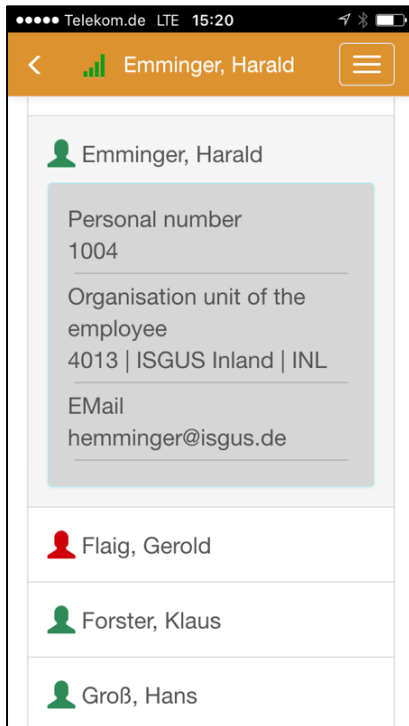 Telekom.de LTE 15:20
Emminger, Harald
Emminger, Harald
Personal number
1004
Organisation unit of the
employee
4013 | ISGUS Inland | INL
EMail
hemminger@isgus.de
Flaig, Gerold
Forster, Klaus
Groß, Hans